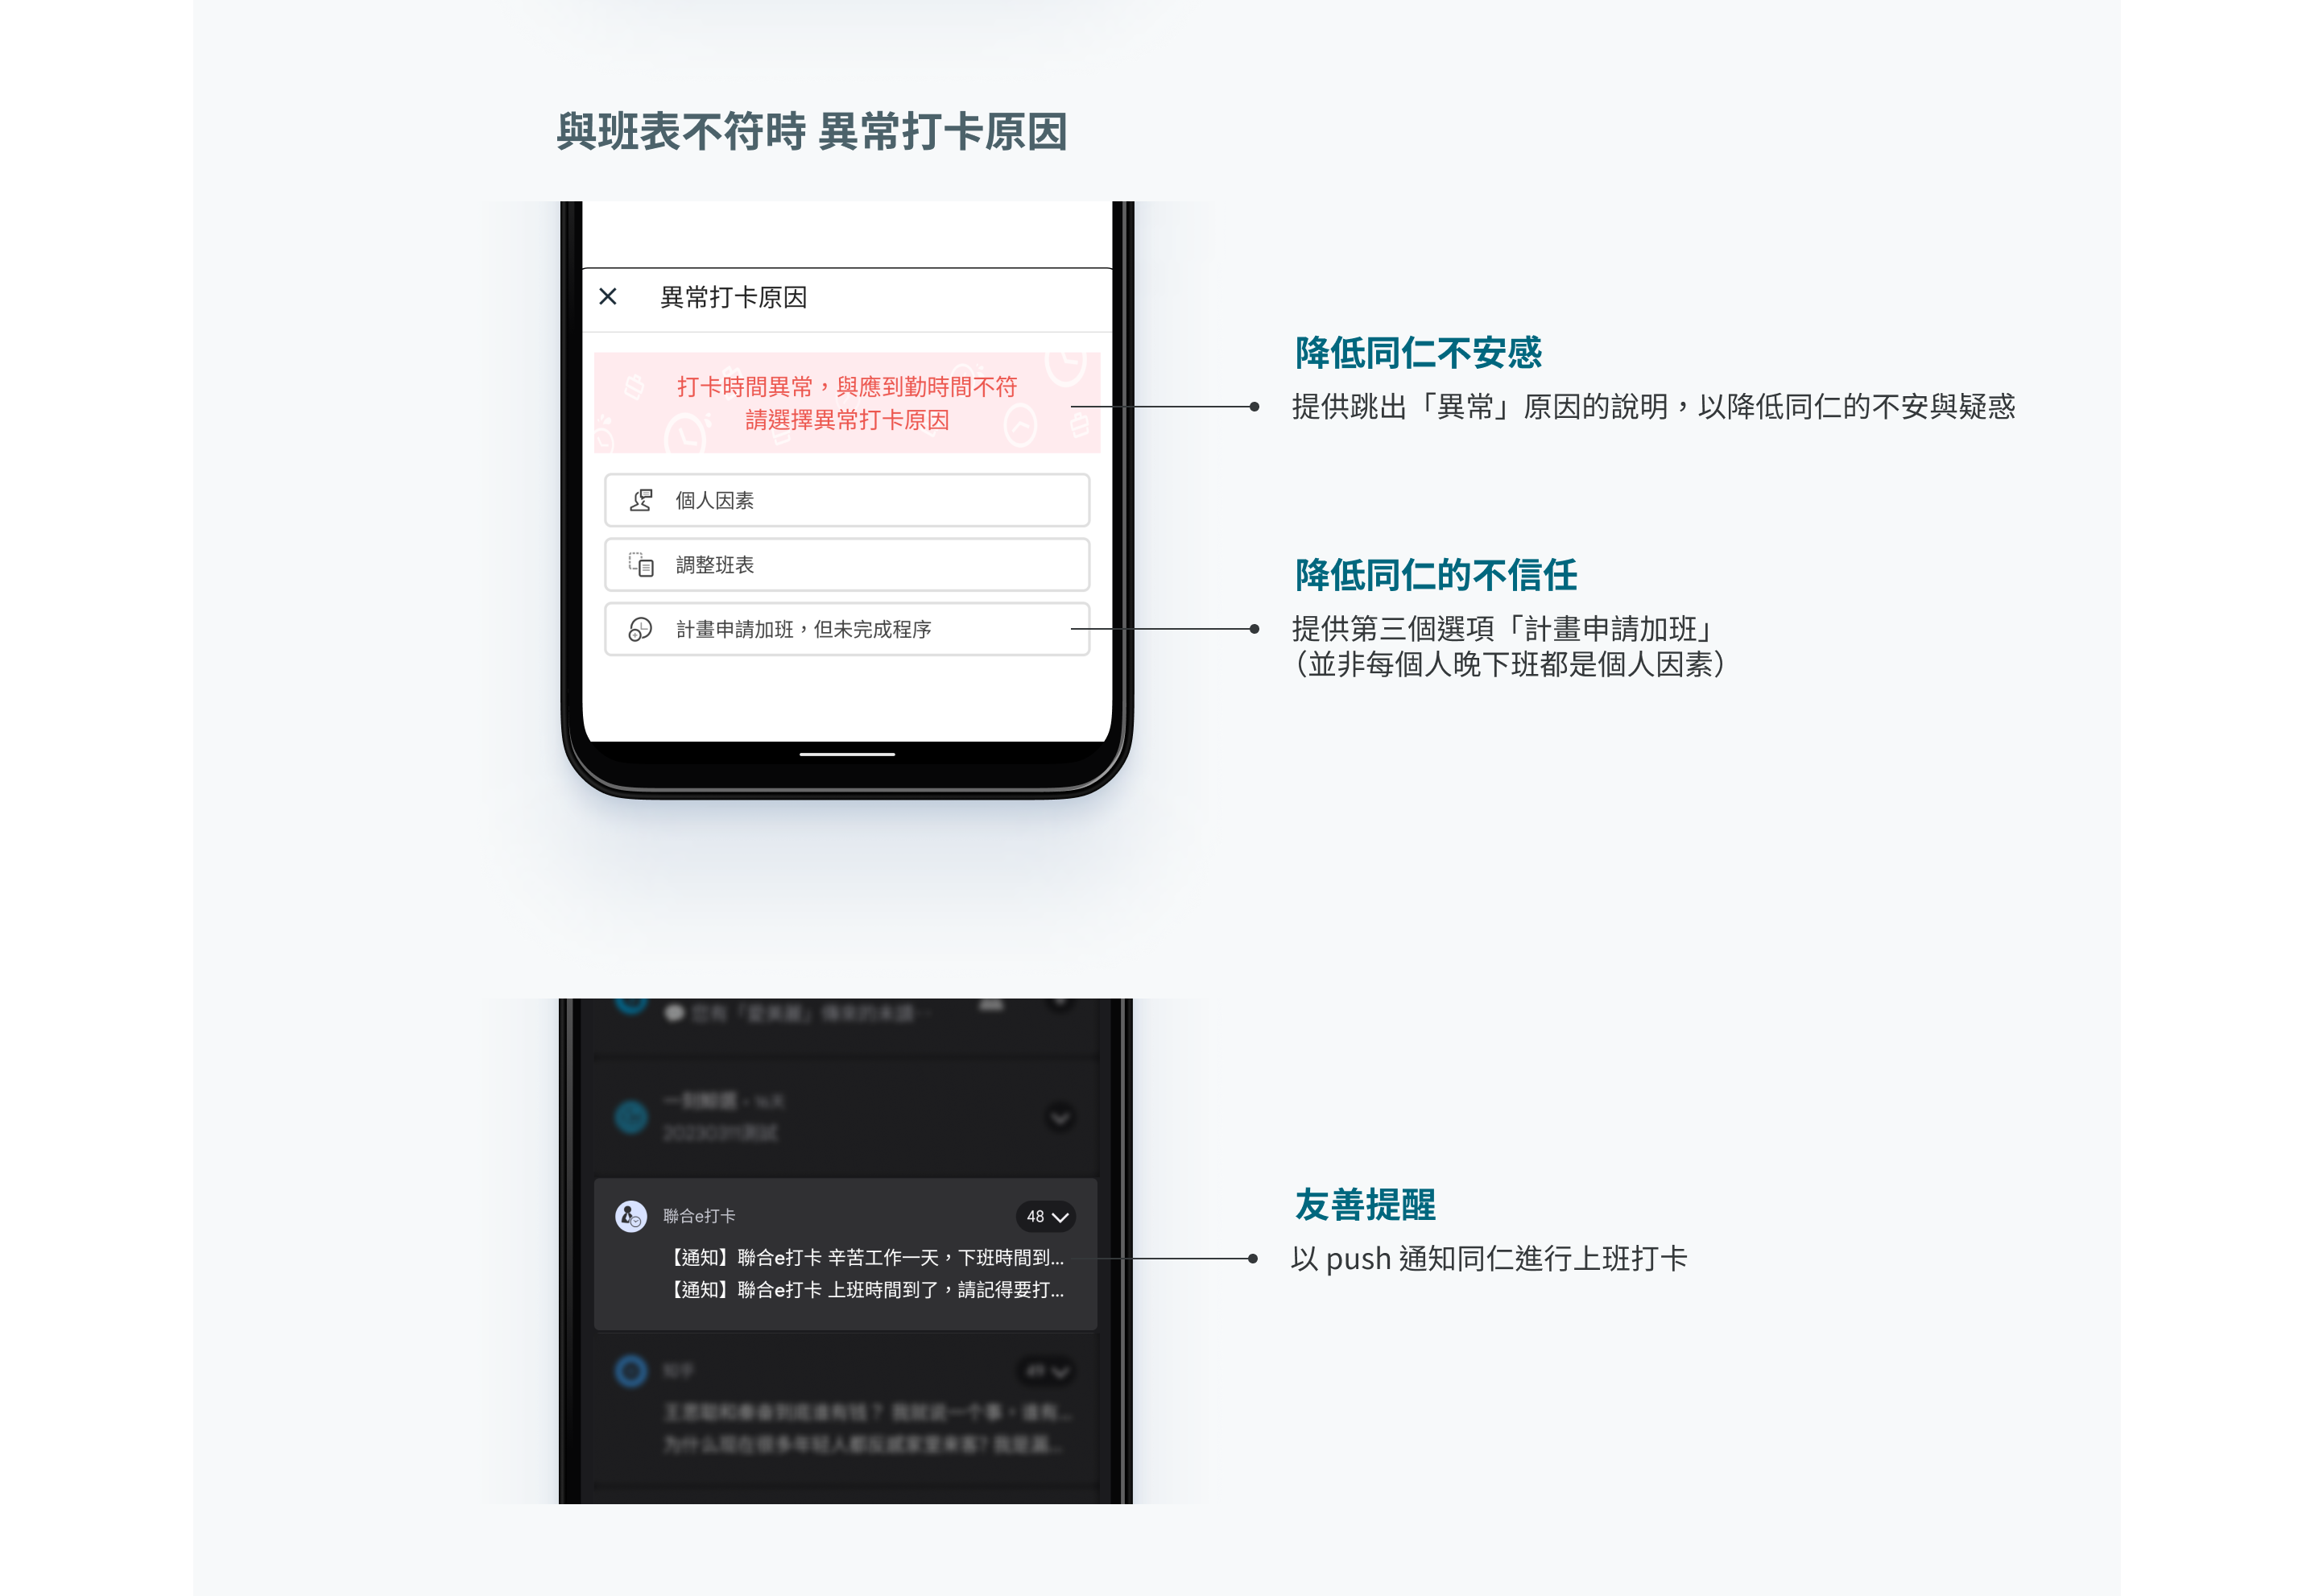 與班表不符時 異常打卡原因
異常打卡原因
打卡時間異常，與應到勤時間不符
請選擇異常打卡原因
個人因素
調整班表
計畫申請加班，但未完成程序
降低同仁不安感
提供跳出「異常」原因的說明，以降低同仁的不安與疑惑
降低同仁的不信任
提供第三個選項「計畫申請加班」
（並非每個人晚下班都是個人因素）
聯合e打卡
48
【通知】聯合e打卡 辛苦工作一天，下班時間到...
【通知】聯合e打卡 上班時間到了，請記得要打...
知乎
49
友善提醒
以 push 通知同仁進行上班打卡